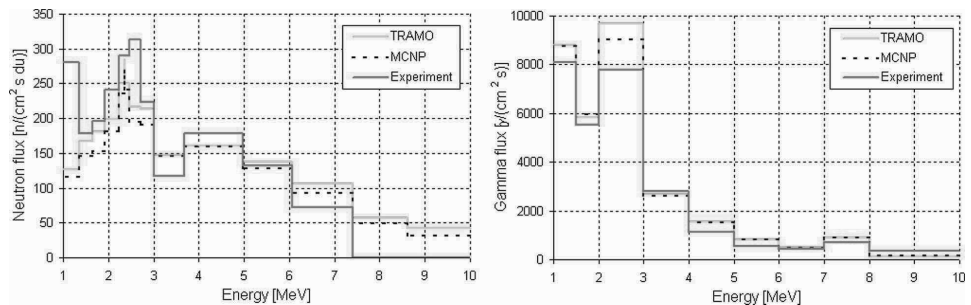 Neutron flux [n/(cm² s du)]
350
300
250
200
150
100
50
0
TRAMO
MCNP
Experiment
1 2 3 4 5 6 7 8 9 10
Energy [MeV]
Gamma flux [γ/(cm² s)]
10000
8000
6000
4000
2000
0
TRAMO
MCNP
Experiment
1 2 3 4 5 6 7 8 9 10
Energy [MeV]